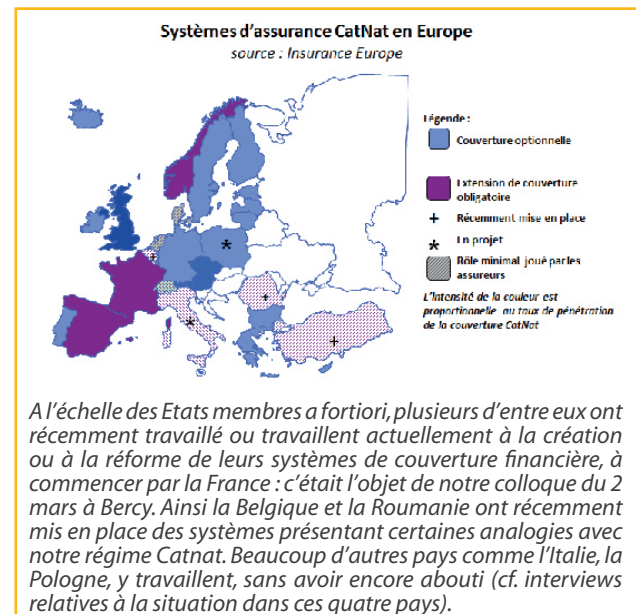 Systèmes d'assurance CatNat en Europe
source : Insurance Europe
Légende :
Couverture optionnelle
Extension de couverture
obligatoire
+ Récemment mise en place
* En projet
Rôle minimal joué par les
assureurs
L'intensité de la couleur est
proportionnelle au taux de pénétration
de la couverture CatNat
A l'échelle des Etats membres a fortiori, plusieurs d'entre eux ont
récemment travaillé ou travaillent actuellement à la création
ou à la réforme de leurs systèmes de couverture financière, à
commencer par la France : c'était l'objet de notre colloque du 2
mars à Bercy. Ainsi la Belgique et la Roumanie ont récemment
mis en place des systèmes présentant certaines analogies avec
notre régime Catnat. Beaucoup d'autres pays comme l'Italie, la
Pologne, y travaillent, sans avoir encore abouti (cf. interviews
relatives à la situation dans ces quatre pays).